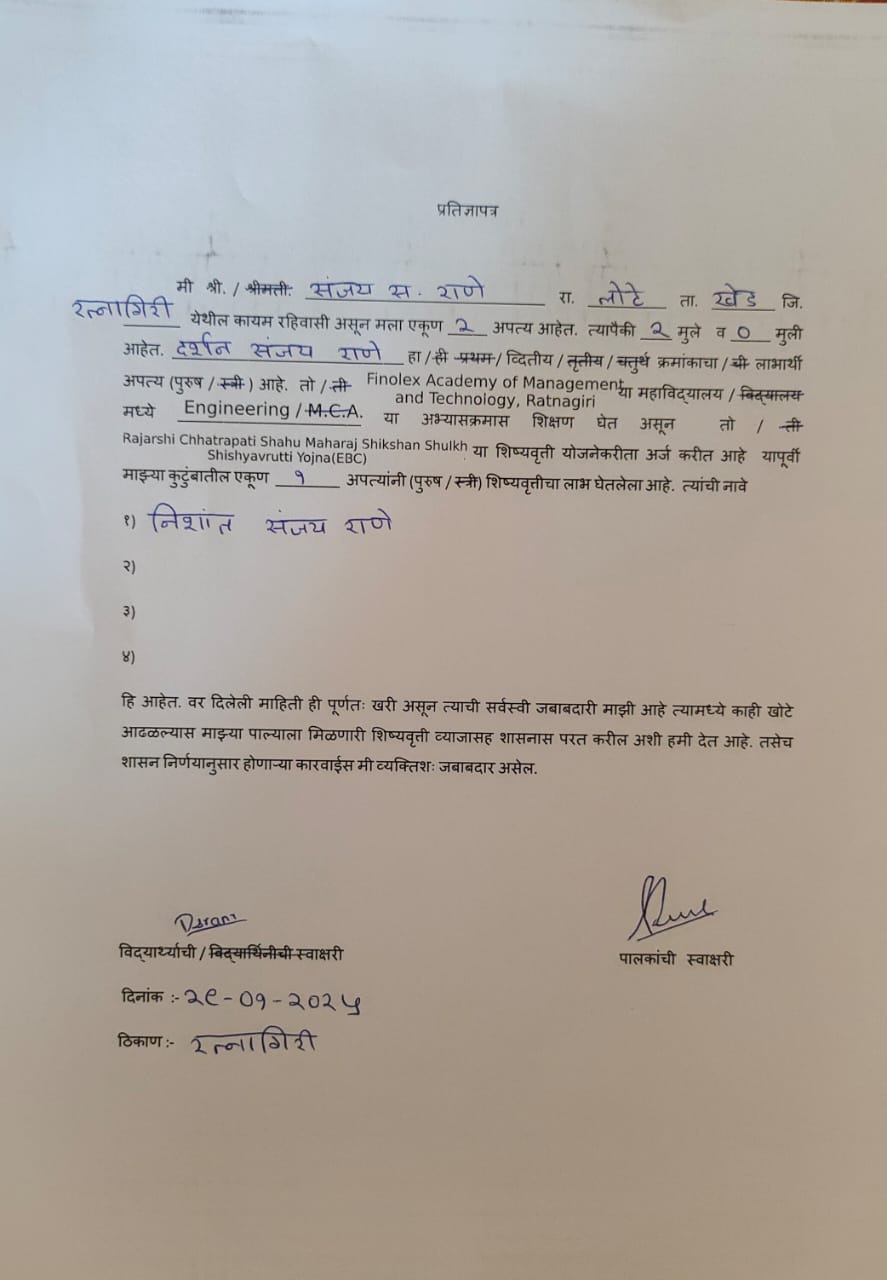 प्रतिज्ञापत्र
मी श्री. / श्रीमती. संजय स. राणे रा. लोटे ता. खेड जि.
रत्नागिरी येथील कायम रहिवासी असून मला एकूण २ अपत्य आहेत. त्यापैकी २ मुले व ० मुली
आहेत. दर्शन संजय राणे हा / ही प्रथम / व्दितीय / तृतीय / चतुर्थ क्रमांकाचा / ची लाभार्थी
अपत्य (पुरुष / स्त्री ) आहे. तो / ती Finolex Academy of Management and Technology, Ratnagiri या महाविद्यालय / विद्यालय
मध्ये Engineering / M.C.A. या अभ्यासक्रमास शिक्षण घेत असून तो / ती
Rajarshi Chhatrapati Shahu Maharaj Shikshan Shulkh Shishyavrutti Yojna(EBC) या शिष्यवृत्ती योजनेकरीता अर्ज करीत आहे यापूर्वी
माझ्या कुटुंबातील एकूण १ अपत्यांनी (पुरुष / स्त्री) शिष्यवृत्तीचा लाभ घेतलेला आहे. त्यांची नावे
१) निशांत संजय राणे
२)
३)
४)
हि आहेत. वर दिलेली माहिती ही पूर्णतः खरी असून त्याची सर्वस्वी जबाबदारी माझी आहे त्यामध्ये काही खोटे
आढळल्यास माझ्या पाल्याला मिळणारी शिष्यवृत्ती व्याजासह शासनास परत करील अशी हमी देत आहे. तसेच
शासन निर्णयानुसार होणाऱ्या कारवाईस मी व्यक्तिशः जबाबदार असेल.
विद्यार्थ्याची / विद्यार्थिनीची स्वाक्षरी
पालकांची स्वाक्षरी
दिनांक :- २९-०९-२०२५
ठिकाण :- रत्नागिरी